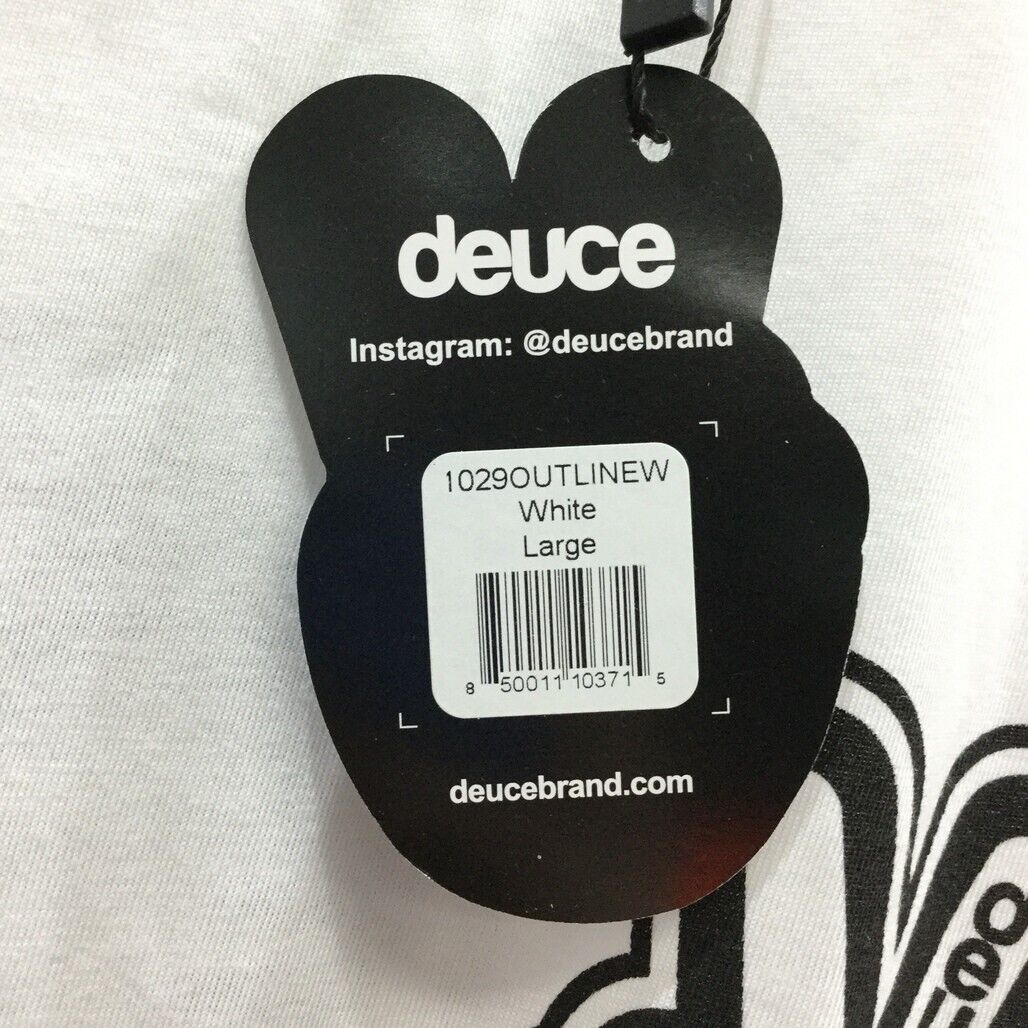 deuce
Instagram: @deucebrand
1029OUTLINEW
White
Large
8 50011 10371 5
deucebrand.com